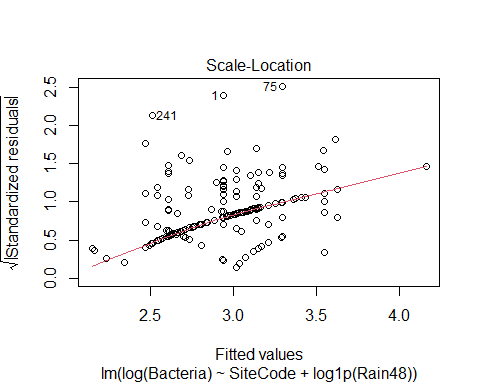 Scale-Location
√|Standardized residuals|
0.0 0.5 1.0 1.5 2.0 2.5
75
1
241
2.5 3.0 3.5 4.0
Fitted values
lm(log(Bacteria) ~ SiteCode + log1p(Rain48))